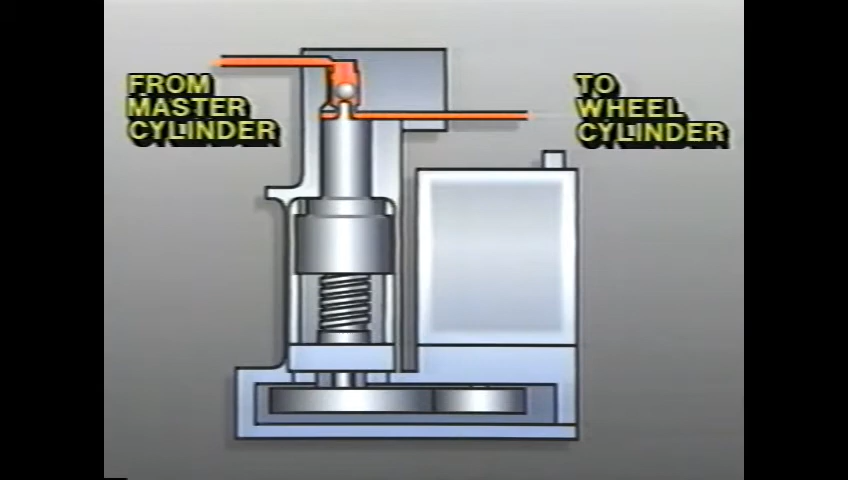 FROM
MASTER
CYLINDER
TO
WHEEL
CYLINDER